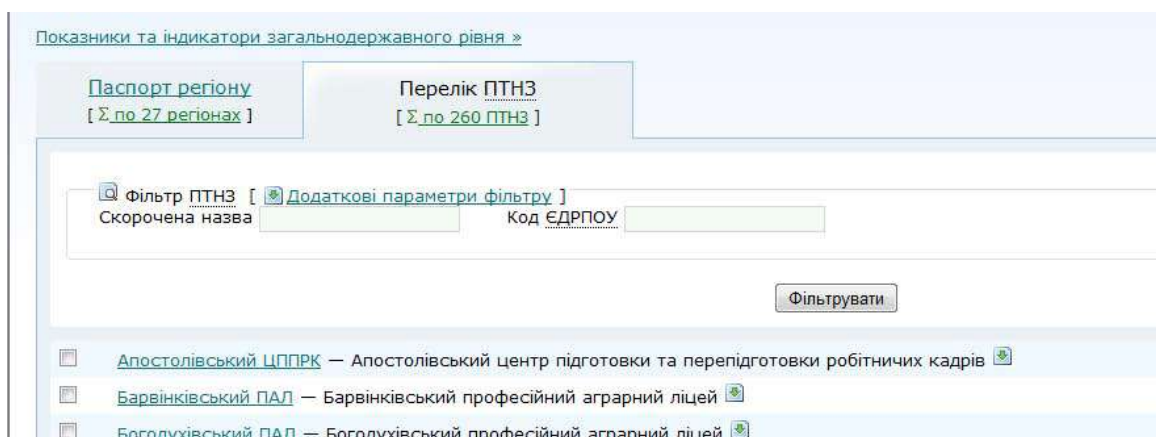 Показники та індикатори загальнодержавного рівня »
Паспорт регіону
[ Σ по 27 регіонах ]
Перелік ПТНЗ
[ Σ по 260 ПТНЗ ]
Фільтр ПТНЗ [ Додаткові параметри фільтру ]
Скорочена назва Код ЄДРПОУ
Фільтрувати
Апостолівський ЦППРК — Апостолівський центр підготовки та перепідготовки робітничих кадрів
Барвінківський ПАЛ — Барвінківський професійний аграрний ліцей
Богодухівський ПАЛ — Богодухівський професійний аграрний ліцей